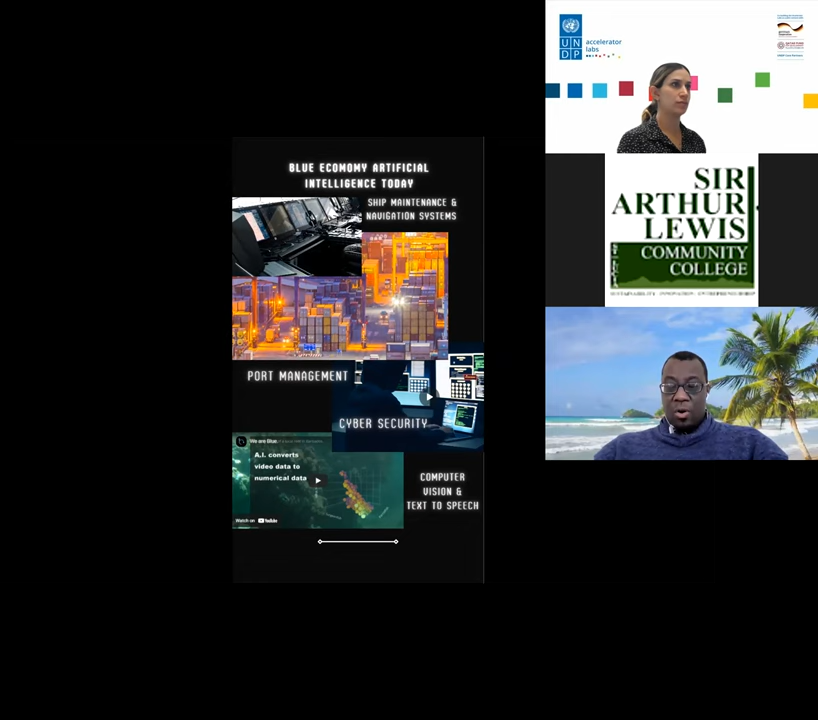 BLUE ECOMOMY ARTIFICIAL
INTELLIGENCE TODAY
SHIP MAINTENANCE &
NAVIGATION SYSTEMS
PORT MANAGEMENT
CYBER SECURITY
We are Blue
A.I. converts
video data to
numerical data
Watch on YouTube
COMPUTER
VISION &
TEXT TO SPEECH
UN
DP
accelerator
labs
SIR
ARTHUR
LEWIS
COMMUNITY
COLLEGE